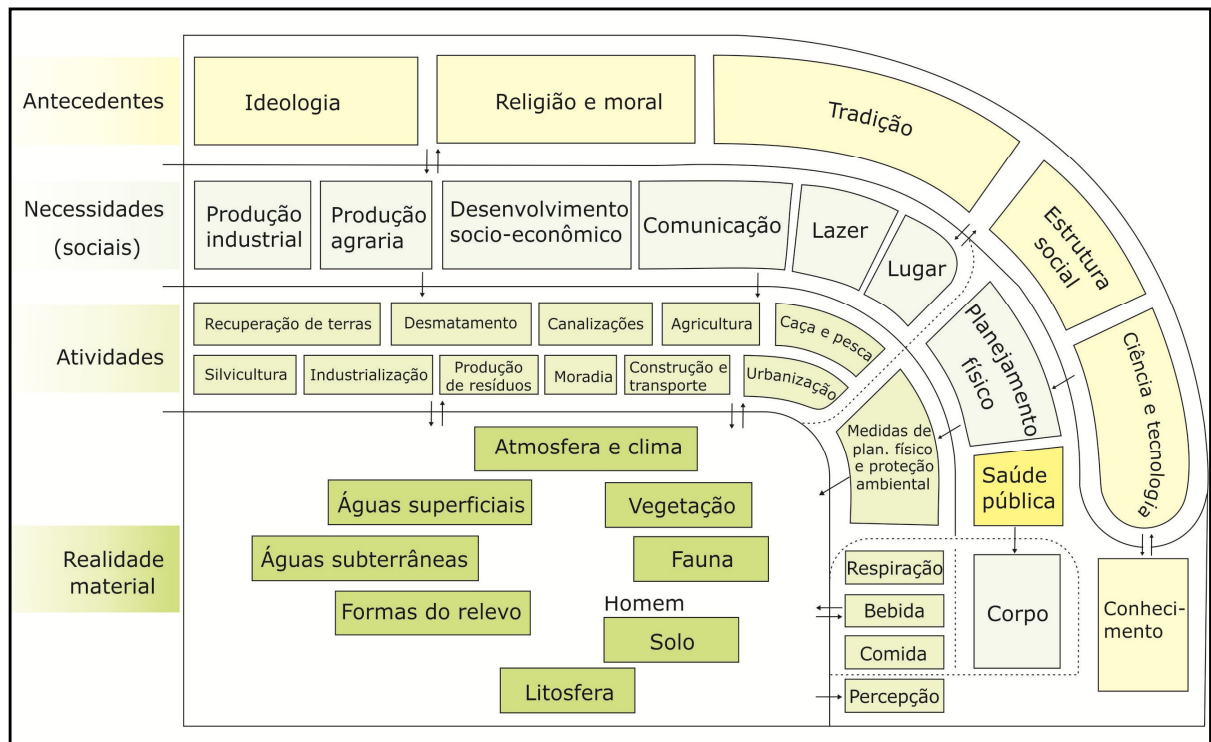 Antecedentes
Ideologia
Religião e moral
Tradição
Estrutura
social
Ciência e tecnologia
Necessidades
(sociais)
Produção
industrial
Produção
agraria
Desenvolvimento
socio-econômico
Comunicação
Lazer
Lugar
Planejamento
físico
Saúde
pública
Atividades
Recuperação de terras
Desmatamento
Canalizações
Agricultura
Caça e pesca
Silvicultura
Industrialização
Produção
de resíduos
Moradia
Construção e
transporte
Urbanização
Medidas de
plan. físico
e proteção
ambiental
Realidade
material
Atmosfera e clima
Águas superficiais
Vegetação
Águas subterrâneas
Fauna
Formas do relevo
Homem
Solo
Litosfera
Respiração
Bebida
Comida
Percepção
Corpo
Conheci-
mento